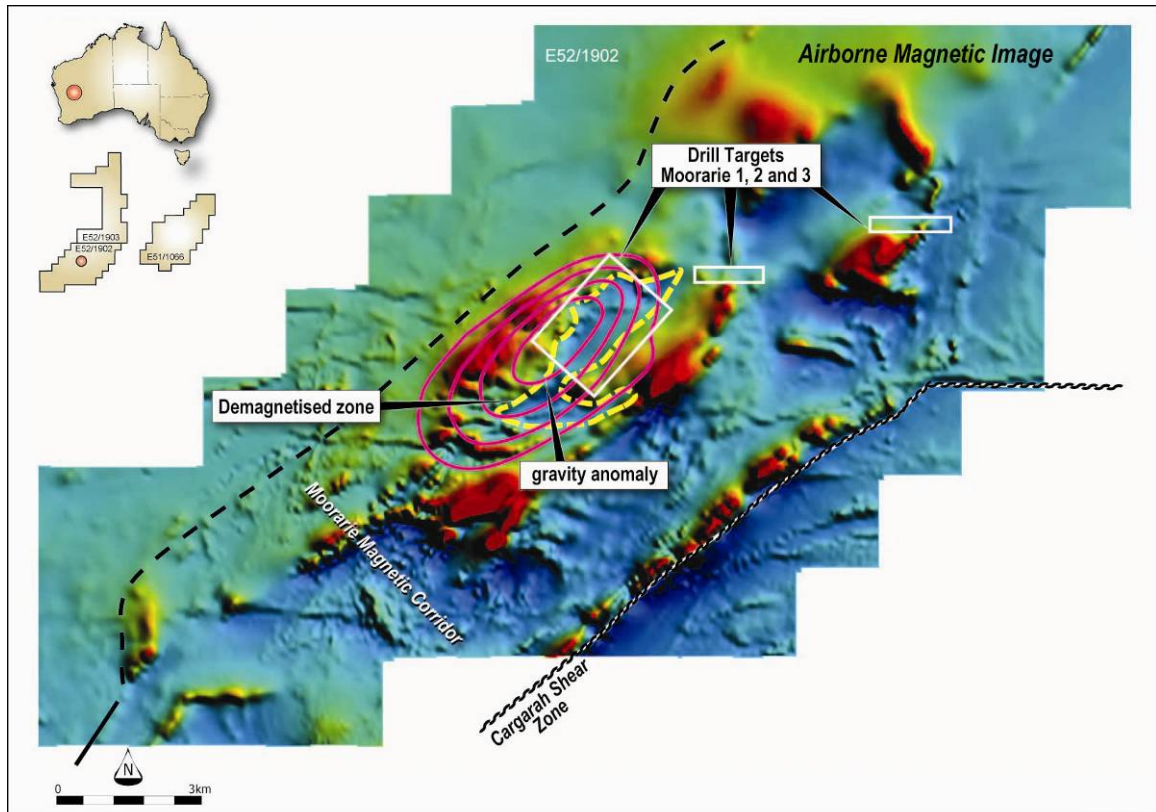 E52/1902
Airborne Magnetic Image
Drill Targets
Moorarie 1, 2 and 3
E52/1903
E52/1902
E51/1066
Demagnetised zone
gravity anomaly
Moorarie Magnetic Corridor
Cargarah Shear
Zone
N
0 3km